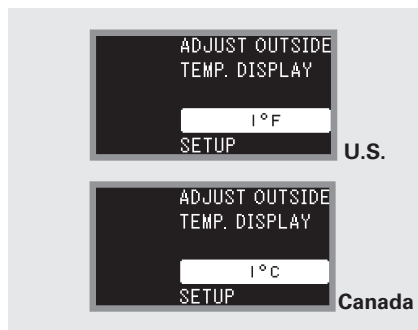 ADJUST OUTSIDE
TEMP. DISPLAY
1°F
SETUP
U.S.
ADJUST OUTSIDE
TEMP. DISPLAY
1°C
SETUP
Canada